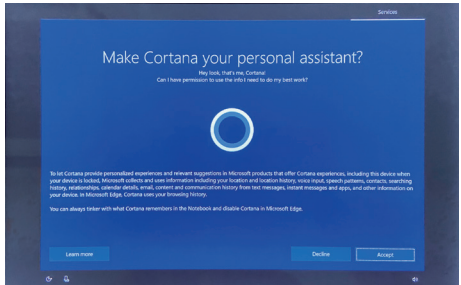 Services
Make Cortana your personal assistant?
Hey look, that's me, Cortana!
Can I have permission to use the info I need to do my best work?
To let Cortana provide personalized experiences and relevant suggestions in Microsoft products that offer Cortana experiences, including this device when
your device is locked, Microsoft collects and uses information including your location and location history, voice input, speech patterns, contacts, searching
history, relationships, calendar details, email, content and communication history from text messages, instant messages and apps, and other information on
your device. In Microsoft Edge, Cortana uses your browsing history.
You can always tinker with what Cortana remembers in the Notebook and disable Cortana in Microsoft Edge.
Learn more
Decline
Accept